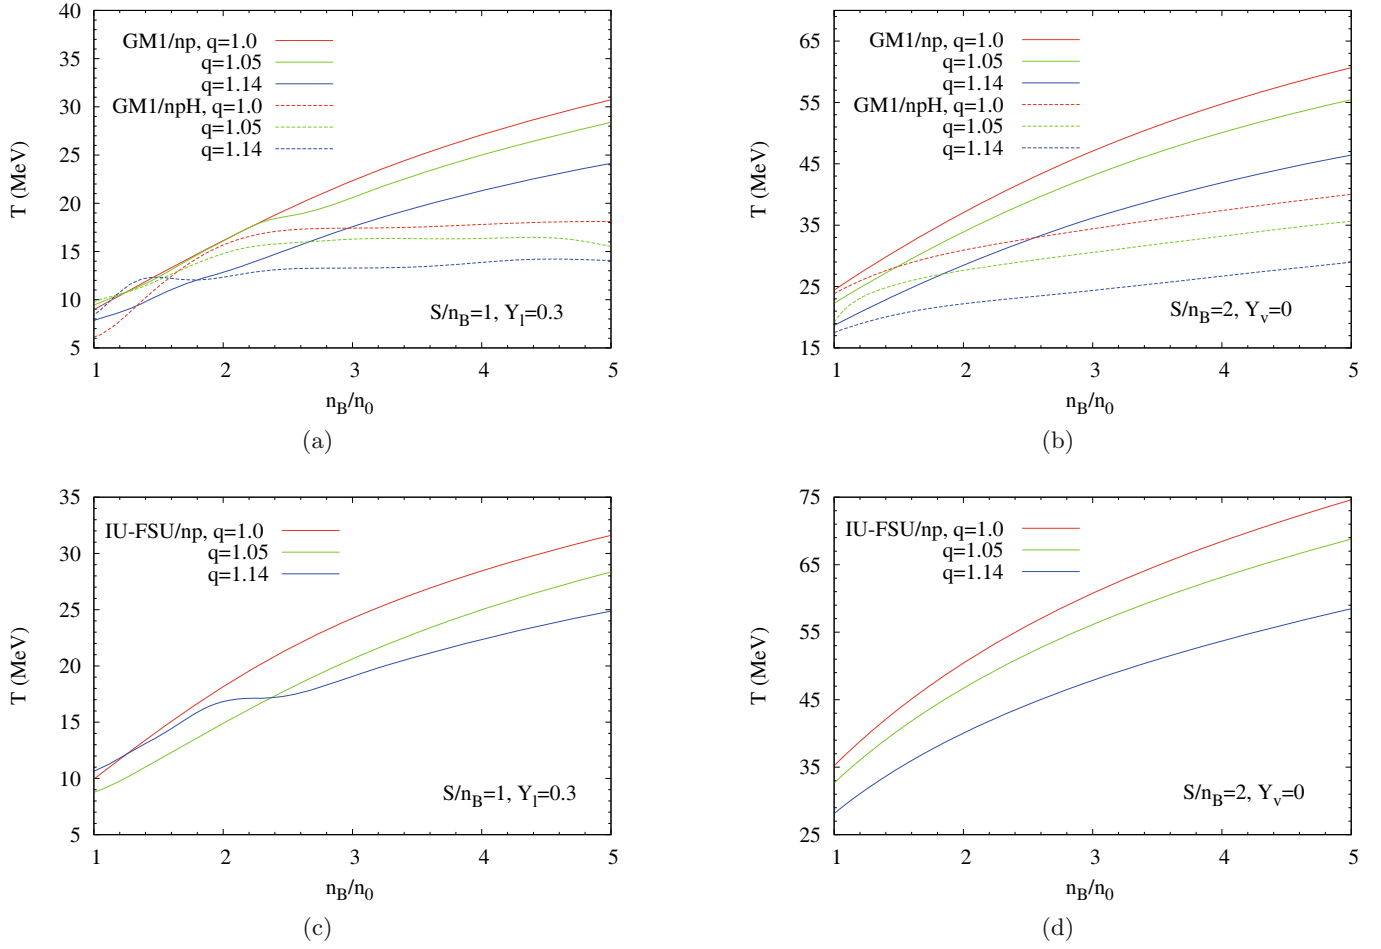 40
35
30
25
20
15
10
5
T (MeV)
GM1/np, q=1.0
q=1.05
q=1.14
GM1/npH, q=1.0
q=1.05
q=1.14
S/n_B=1, Y_l=0.3
1 2 3 4 5
n_B/n_0
(a)
65
55
45
35
25
15
T (MeV)
GM1/np, q=1.0
q=1.05
q=1.14
GM1/npH, q=1.0
q=1.05
q=1.14
S/n_B=2, Y_v=0
1 2 3 4 5
n_B/n_0
(b)
35
30
25
20
15
10
5
T (MeV)
IU-FSU/np, q=1.0
q=1.05
q=1.14
S/n_B=1, Y_l=0.3
1 2 3 4 5
n_B/n_0
(c)
75
65
55
45
35
25
T (MeV)
IU-FSU/np, q=1.0
q=1.05
q=1.14
S/n_B=2, Y_v=0
1 2 3 4 5
n_B/n_0
(d)